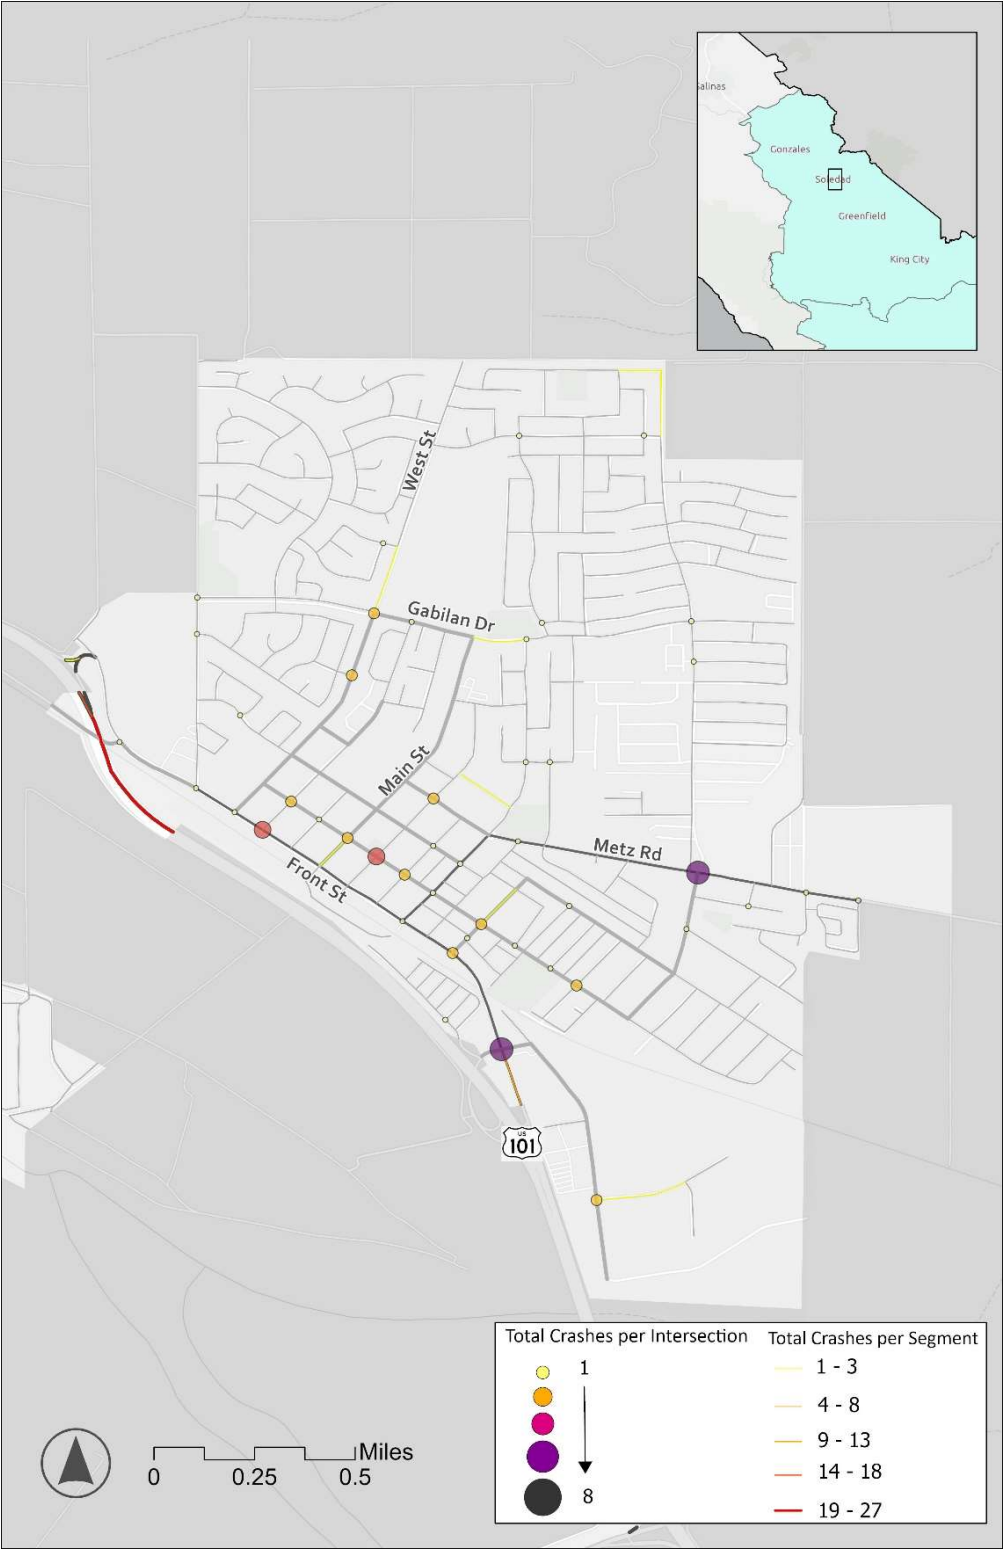 alinas
Gonzales
Soledad
Greenfield
King City
West St
Gabilan Dr
Main St
Metz Rd
Front St
US
101
Total Crashes per Intersection
1
8
Total Crashes per Segment
1 - 3
4 - 8
9 - 13
14 - 18
19 - 27
Miles
0 0.25 0.5